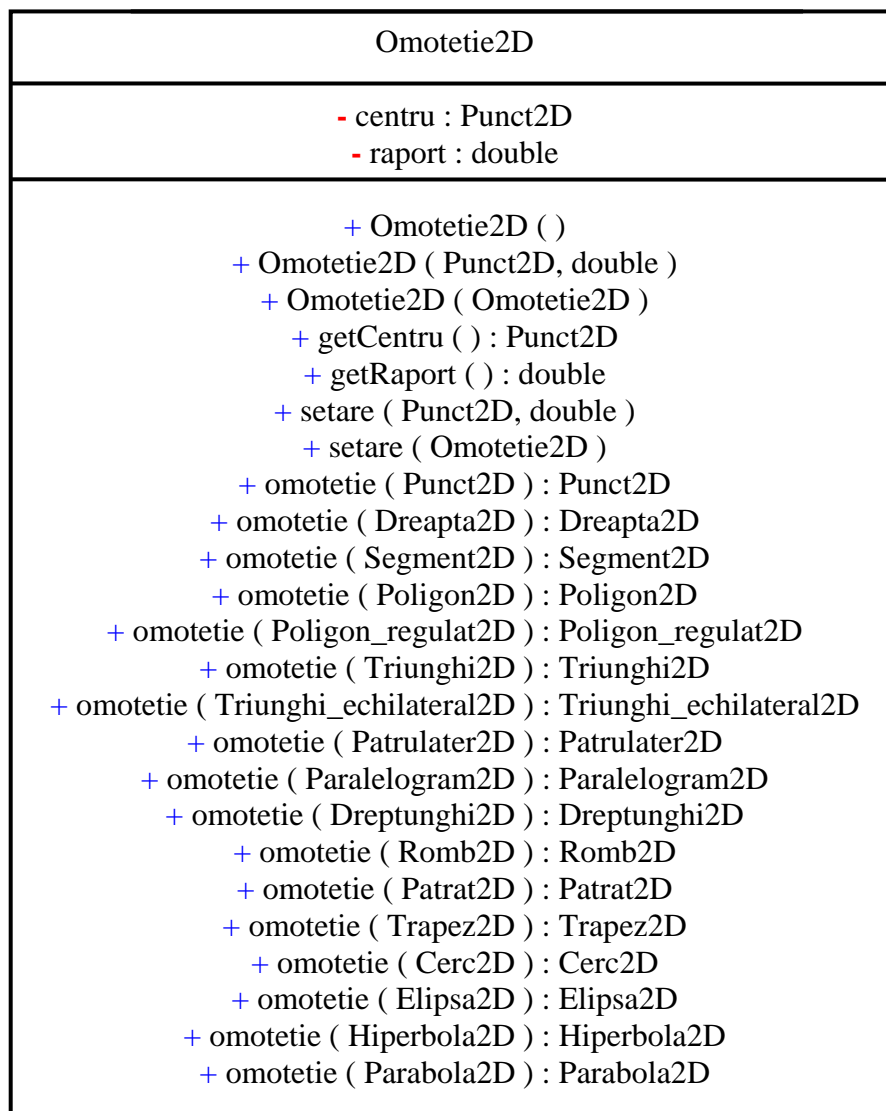 Omotetie2D
- centru : Punct2D
- raport : double
+ Omotetie2D ( )
+ Omotetie2D ( Punct2D, double )
+ Omotetie2D ( Omotetie2D )
+ getCentru ( ) : Punct2D
+ getRaport ( ) : double
+ setare ( Punct2D, double )
+ setare ( Omotetie2D )
+ omotetie ( Punct2D ) : Punct2D
+ omotetie ( Dreapta2D ) : Dreapta2D
+ omotetie ( Segment2D ) : Segment2D
+ omotetie ( Poligon2D ) : Poligon2D
+ omotetie ( Poligon_regulat2D ) : Poligon_regulat2D
+ omotetie ( Triunghi2D ) : Triunghi2D
+ omotetie ( Triunghi_echilateral2D ) : Triunghi_echilateral2D
+ omotetie ( Patrulater2D ) : Patrulater2D
+ omotetie ( Paralelogram2D ) : Paralelogram2D
+ omotetie ( Dreptunghi2D ) : Dreptunghi2D
+ omotetie ( Romb2D ) : Romb2D
+ omotetie ( Patrat2D ) : Patrat2D
+ omotetie ( Trapez2D ) : Trapez2D
+ omotetie ( Cerc2D ) : Cerc2D
+ omotetie ( Elipsa2D ) : Elipsa2D
+ omotetie ( Hiperbola2D ) : Hiperbola2D
+ omotetie ( Parabola2D ) : Parabola2D